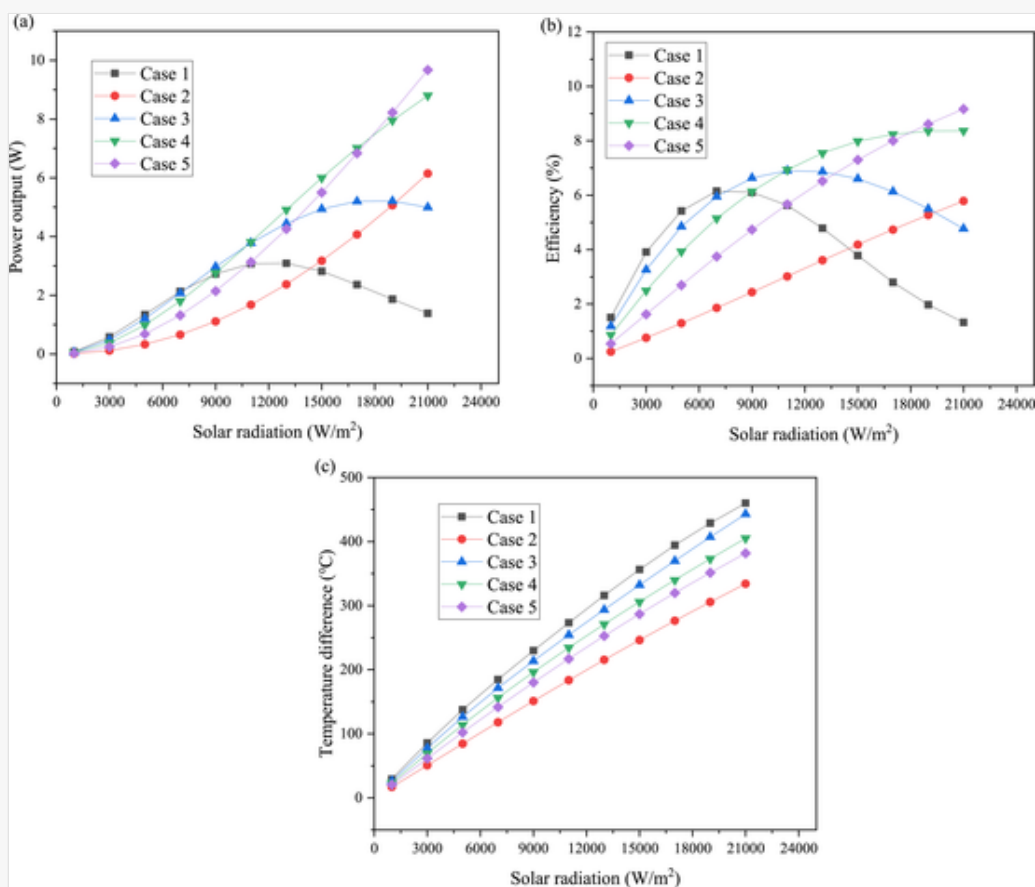 (a)
10
8
6
4
2
0
Power output (W)
Case 1
Case 2
Case 3
Case 4
Case 5
0 3000 6000 9000 12000 15000 18000 21000 24000
Solar radiation (W/m²)
(b)
12
10
8
6
4
2
0
Efficiency (%)
Case 1
Case 2
Case 3
Case 4
Case 5
0 3000 6000 9000 12000 15000 18000 21000 24000
Solar radiation (W/m²)
(c)
500
400
300
200
100
0
Temperature difference (°C)
Case 1
Case 2
Case 3
Case 4
Case 5
0 3000 6000 9000 12000 15000 18000 21000 24000
Solar radiation (W/m²)